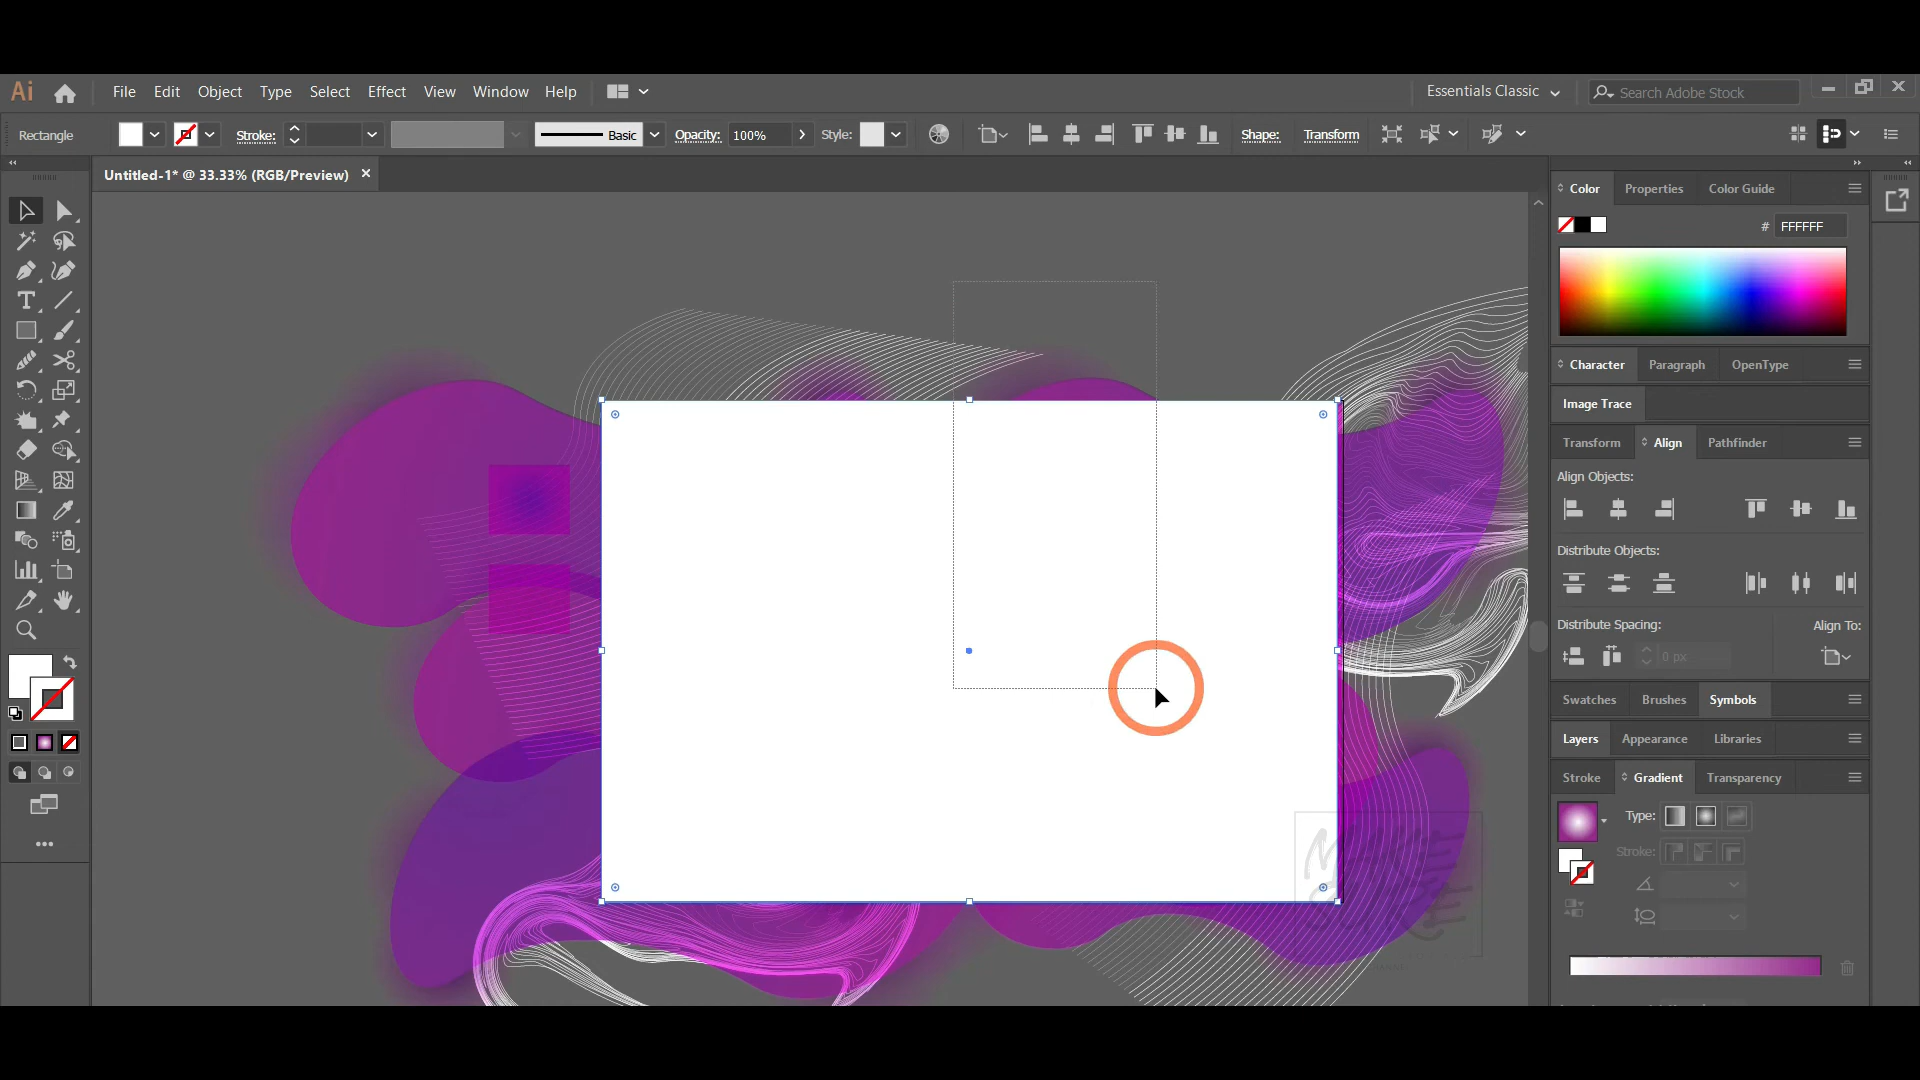 Ai File Edit Object Type Select Effect View Window Help Essentials Classic Search Adobe Stock
Rectangle Stroke: Basic Opacity: 100% Style: Shape: Transform
Untitled-1* @ 33.33% (RGB/Preview) ×
Color Properties Color Guide
# FFFFFF
Character Paragraph OpenType
Image Trace
Transform Align Pathfinder
Align Objects:
Distribute Objects:
Distribute Spacing: Align To:
0 px
Swatches Brushes Symbols
Layers Appearance Libraries
Stroke Gradient Transparency
Type:
Stroke: